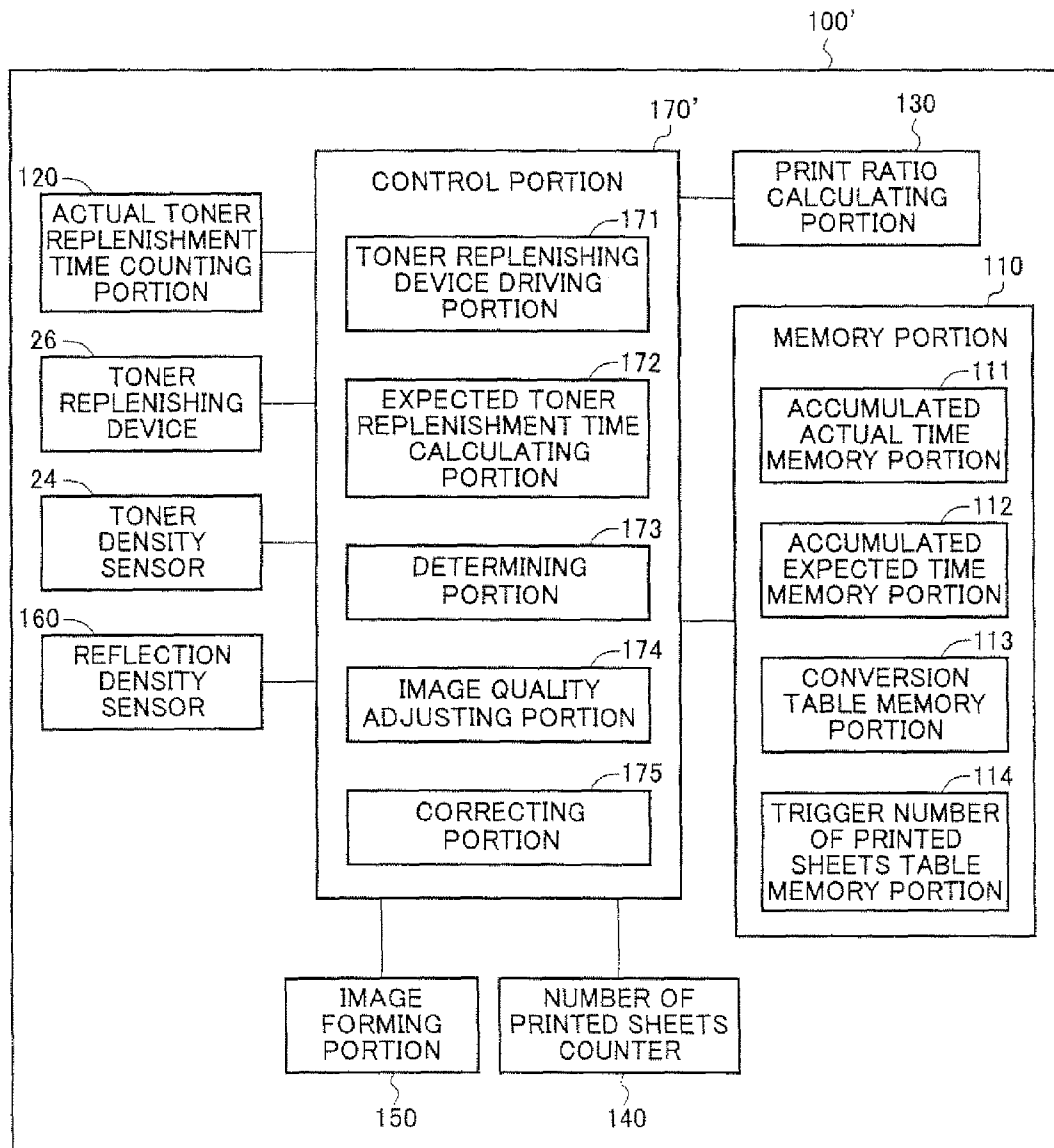 100'
120
ACTUAL TONER
REPLENISHMENT
TIME COUNTING
PORTION
26
TONER
REPLENISHING
DEVICE
24
TONER
DENSITY
SENSOR
160
REFLECTION
DENSITY
SENSOR
170'
CONTROL PORTION
171
TONER REPLENISHING
DEVICE DRIVING
PORTION
172
EXPECTED TONER
REPLENISHMENT TIME
CALCULATING
PORTION
173
DETERMINING
PORTION
174
IMAGE QUALITY
ADJUSTING PORTION
175
CORRECTING
PORTION
130
PRINT RATIO
CALCULATING
PORTION
110
MEMORY PORTION
111
ACCUMULATED
ACTUAL TIME
MEMORY PORTION
112
ACCUMULATED
EXPECTED TIME
MEMORY PORTION
113
CONVERSION
TABLE MEMORY
PORTION
114
TRIGGER NUMBER
OF PRINTED
SHEETS TABLE
MEMORY PORTION
IMAGE
FORMING
PORTION
150
NUMBER OF
PRINTED SHEETS
COUNTER
140